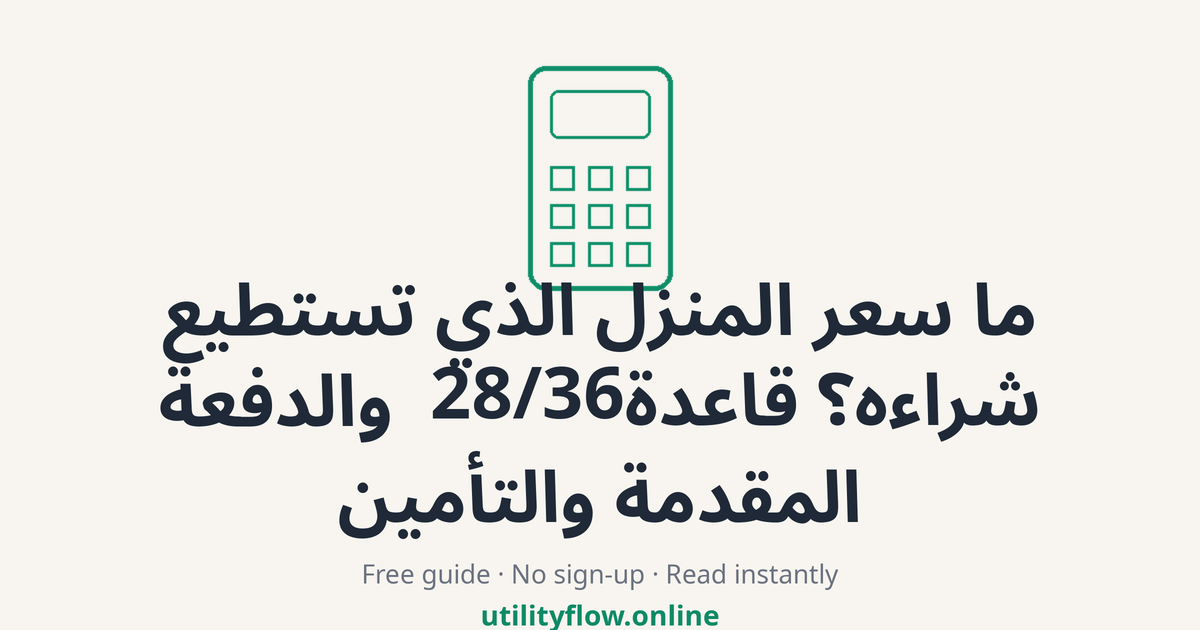 ما سعر المنزل الذي تستطيع
شراءه؟ قاعدة 28/36 والدفعة
المقدمة والتأمين
Free guide · No sign-up · Read instantly
utilityflow.online